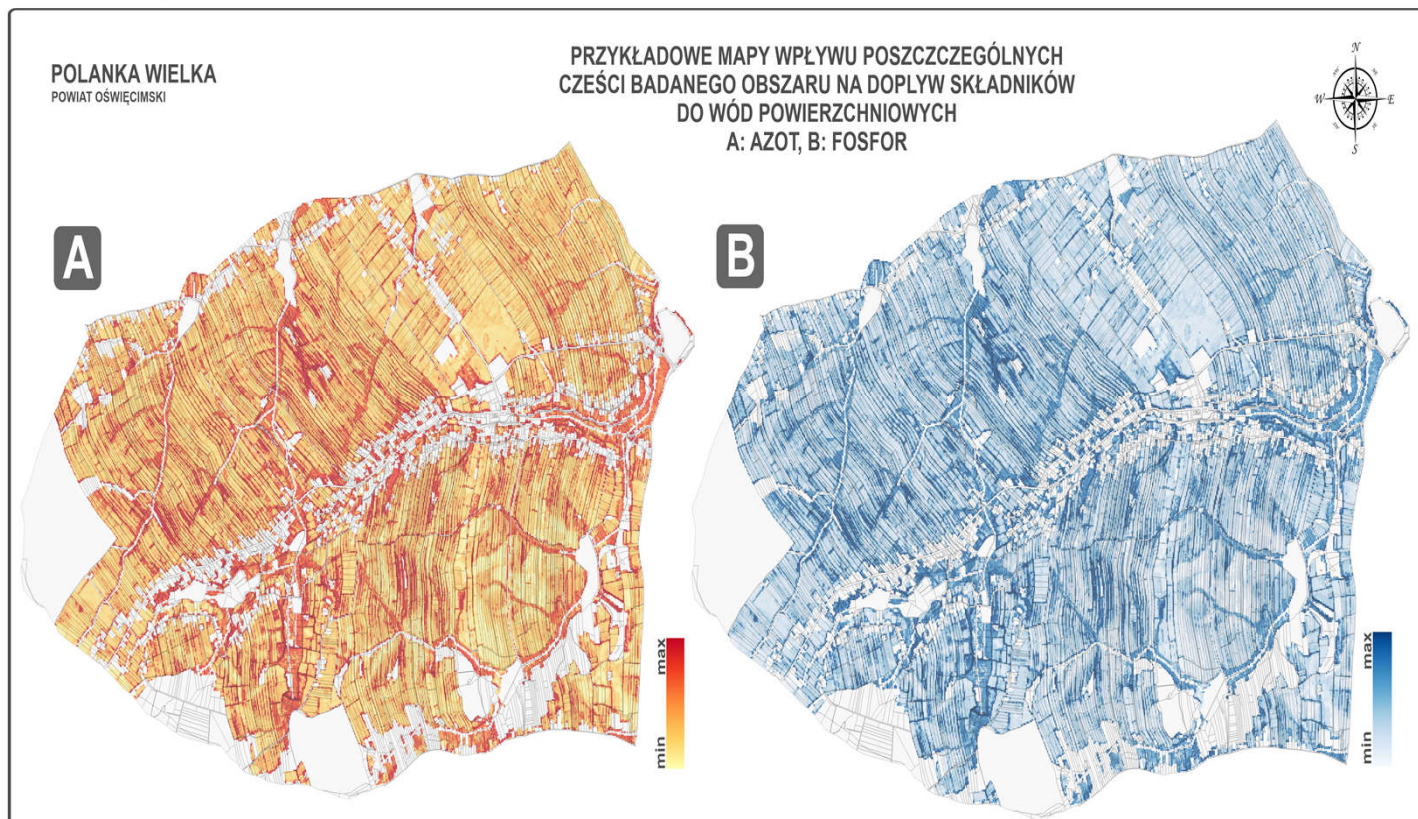 POLANKA WIELKA
POWIAT OŚWIĘCIMSKI
PRZYKŁADOWE MAPY WPŁYWU POSZCZCZEGÓLNYCH
CZEŚCI BADANEGO OBSZARU NA DOPLYW SKŁADNIKÓW
DO WÓD POWIERZCHNIOWYCH
A: AZOT, B: FOSFOR
N
W
E
S
A
B
max
min
max
min